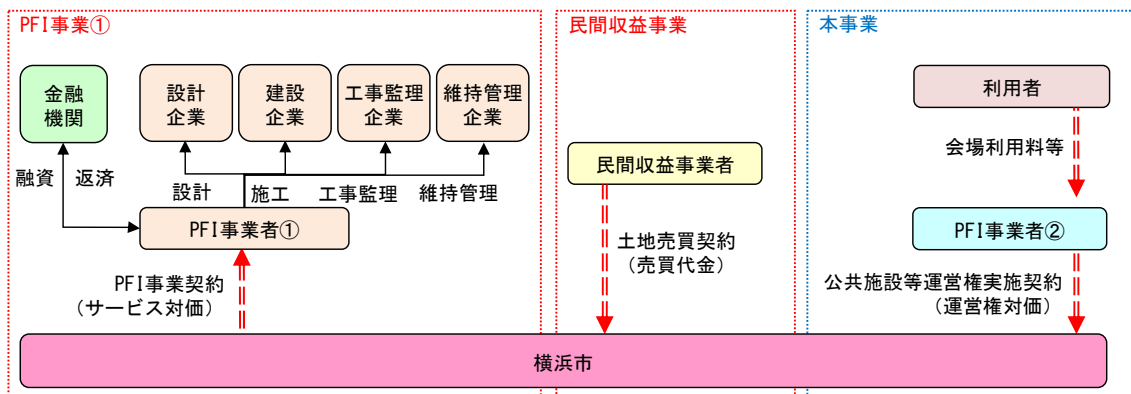 PFI事業①
民間収益事業
本事業
金融
機関
設計
企業
建設
企業
工事監理
企業
維持管理
企業
利用者
融資
返済
設計
施工
工事監理
維持管理
民間収益事業者
会場利用料等
PFI事業者①
PFI事業者②
PFI事業契約
（サービス対価）
土地売買契約
（売買代金）
公共施設等運営権実施契約
（運営権対価）
横浜市